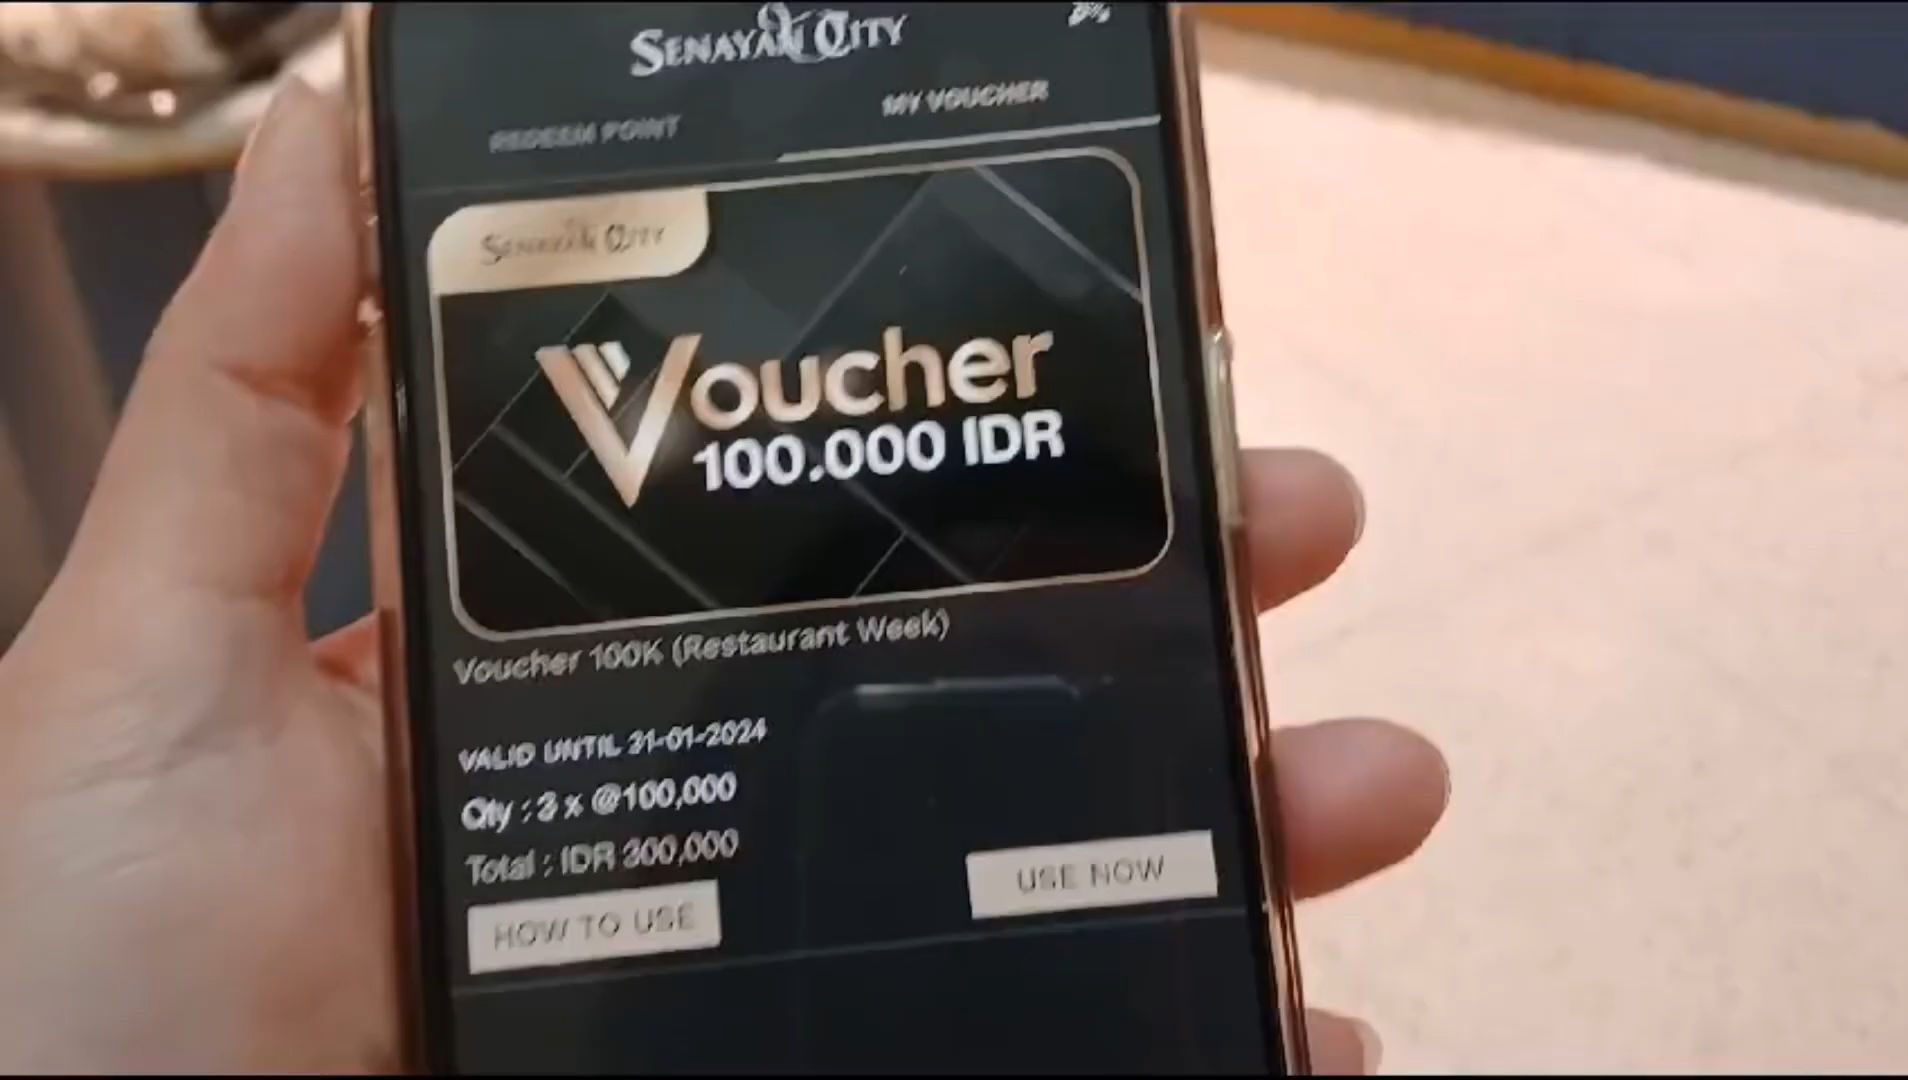 SENAYAN CITY
REDEEM POINT
MY VOUCHER
SENAYAN CITY
Voucher
100.000 IDR
Voucher 100K (Restaurant Week)
VALID UNTIL 31-01-2024
Qty : 3 x @100,000
Total : IDR 300,000
HOW TO USE
USE NOW